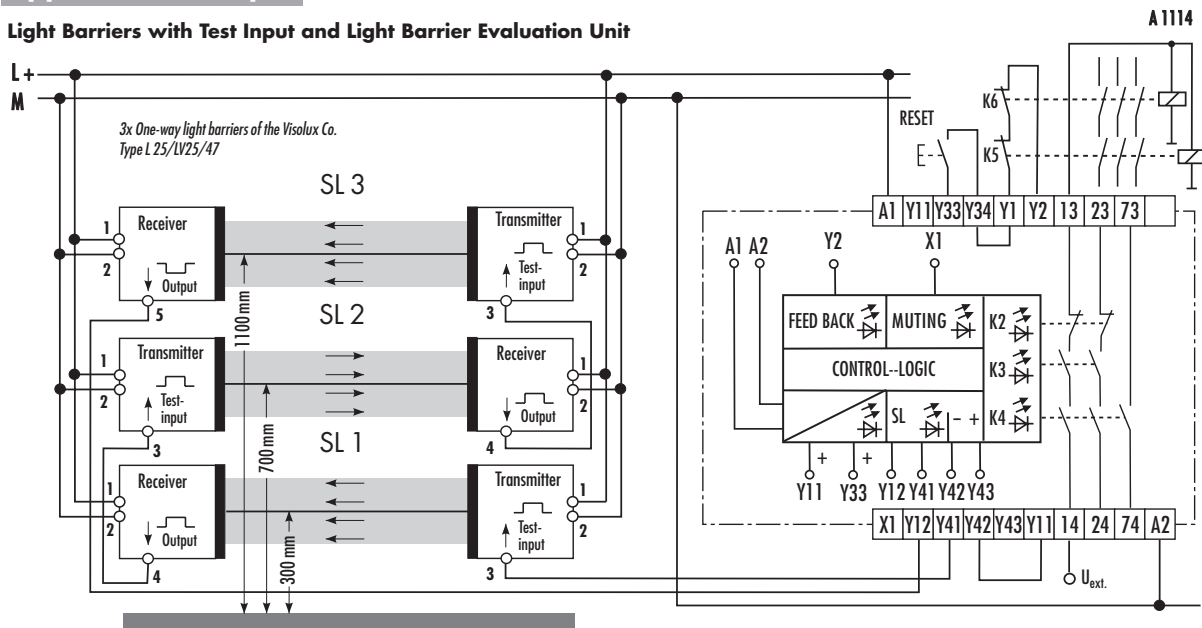 A 1114
Light Barriers with Test Input and Light Barrier Evaluation Unit
L +
M
3x One-way light barriers of the Visolux Co.
Type L 25/LV25/47
RESET
K6
K5
SL 3
Receiver
Output
1
2
5
Transmitter
Test-
input
1
2
3
1100 mm
SL 2
Transmitter
Test-
input
1
2
3
Receiver
Output
1
2
4
700 mm
SL 1
Receiver
Output
1
2
4
Transmitter
Test-
input
1
2
3
300 mm
A1 Y11 Y33 Y34 Y1 Y2 13 23 73
A1 A2 Y2 X1
FEED BACK MUTING K2
CONTROL--LOGIC K3
SL - + K4
+ +
Y11 Y33 Y12 Y41 Y42 Y43
X1 Y12 Y41 Y42 Y43 Y11 14 24 74 A2
Uext.